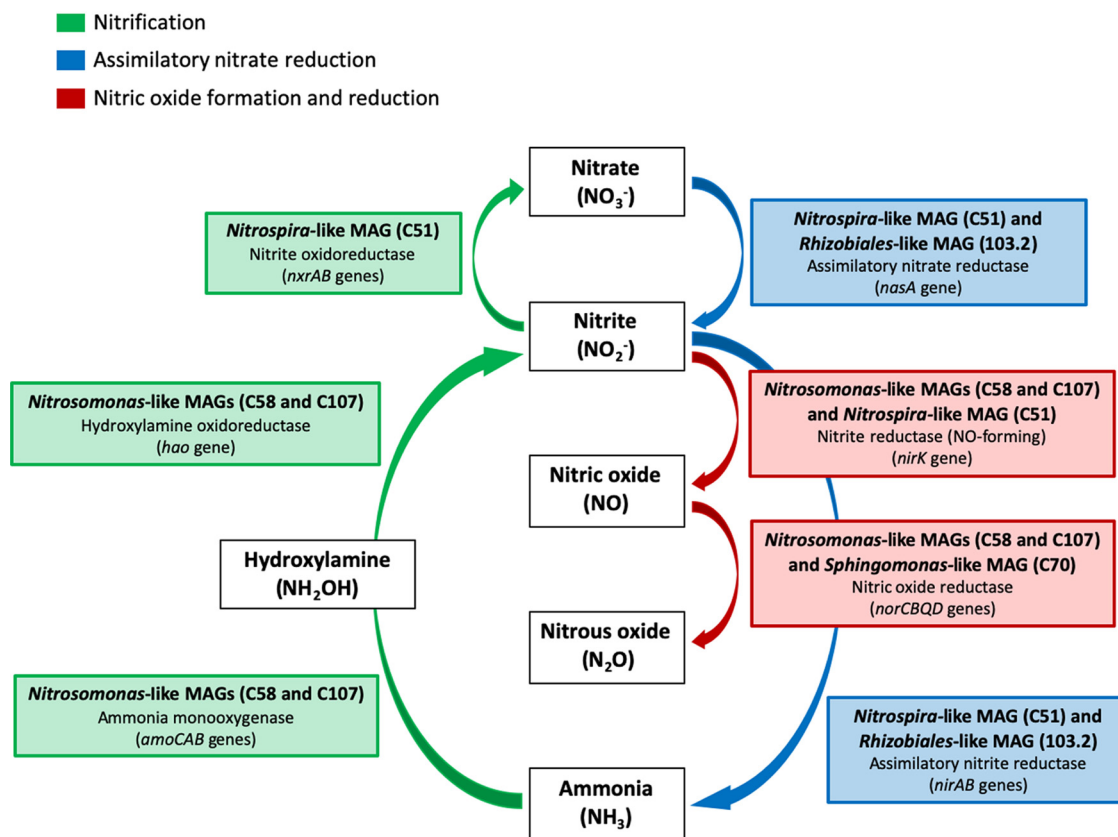 Nitrification
Assimilatory nitrate reduction
Nitric oxide formation and reduction
Nitrate
(NO₃⁻)
Nitrospira-like MAG (C51)
Nitrite oxidoreductase
(nxrAB genes)
Nitrospira-like MAG (C51) and
Rhizobiales-like MAG (103.2)
Assimilatory nitrate reductase
(nasA gene)
Nitrite
(NO₂⁻)
Nitrosomonas-like MAGs (C58 and C107)
Hydroxylamine oxidoreductase
(hao gene)
Nitrosomonas-like MAGs (C58 and C107)
and Nitrospira-like MAG (C51)
Nitrite reductase (NO-forming)
(nirK gene)
Nitric oxide
(NO)
Hydroxylamine
(NH₂OH)
Nitrosomonas-like MAGs (C58 and C107)
and Sphingomonas-like MAG (C70)
Nitric oxide reductase
(norCBQD genes)
Nitrous oxide
(N₂O)
Nitrosomonas-like MAGs (C58 and C107)
Ammonia monooxygenase
(amoCAB genes)
Nitrospira-like MAG (C51) and
Rhizobiales-like MAG (103.2)
Assimilatory nitrite reductase
(nirAB genes)
Ammonia
(NH₃)